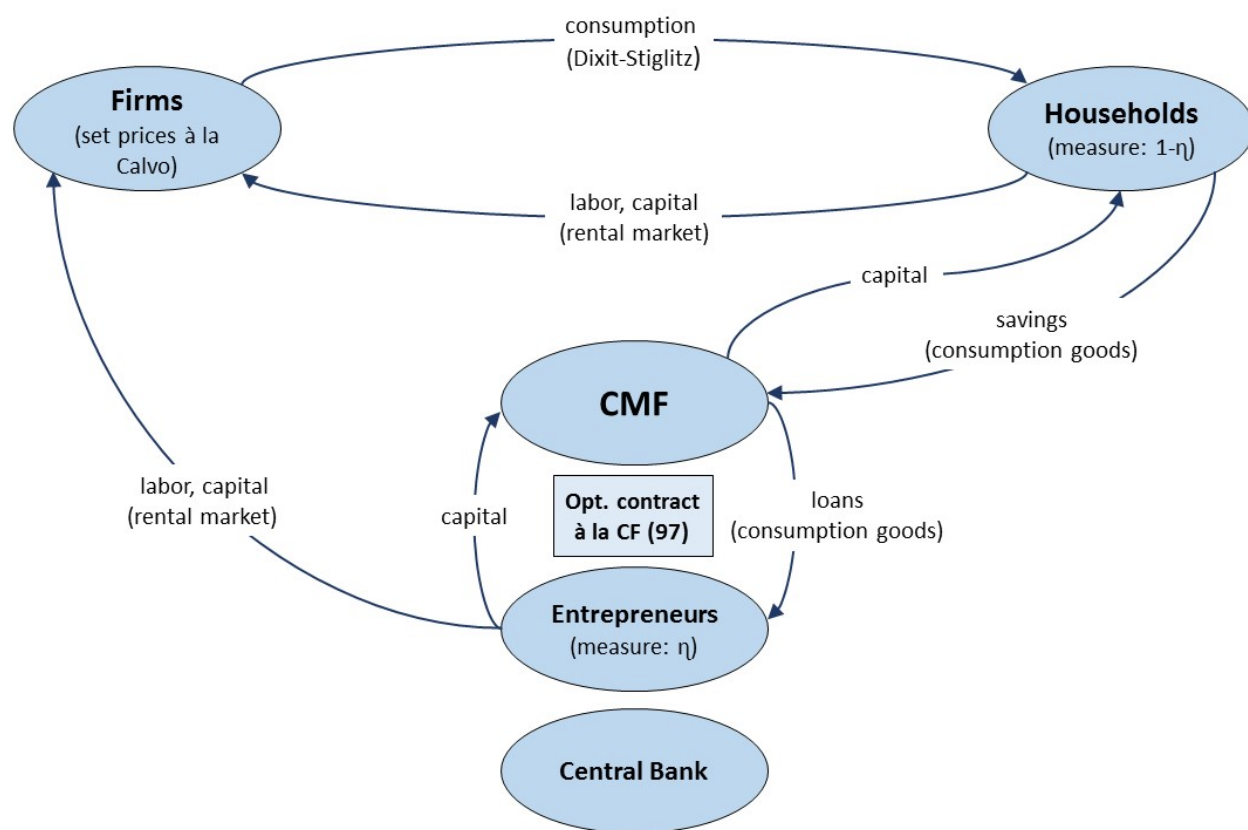 consumption
(Dixit-Stiglitz)
Firms
(set prices à la
Calvo)
Households
(measure: 1-η)
labor, capital
(rental market)
capital
savings
(consumption goods)
CMF
labor, capital
(rental market)
capital
Opt. contract
à la CF (97)
loans
(consumption goods)
Entrepreneurs
(measure: η)
Central Bank